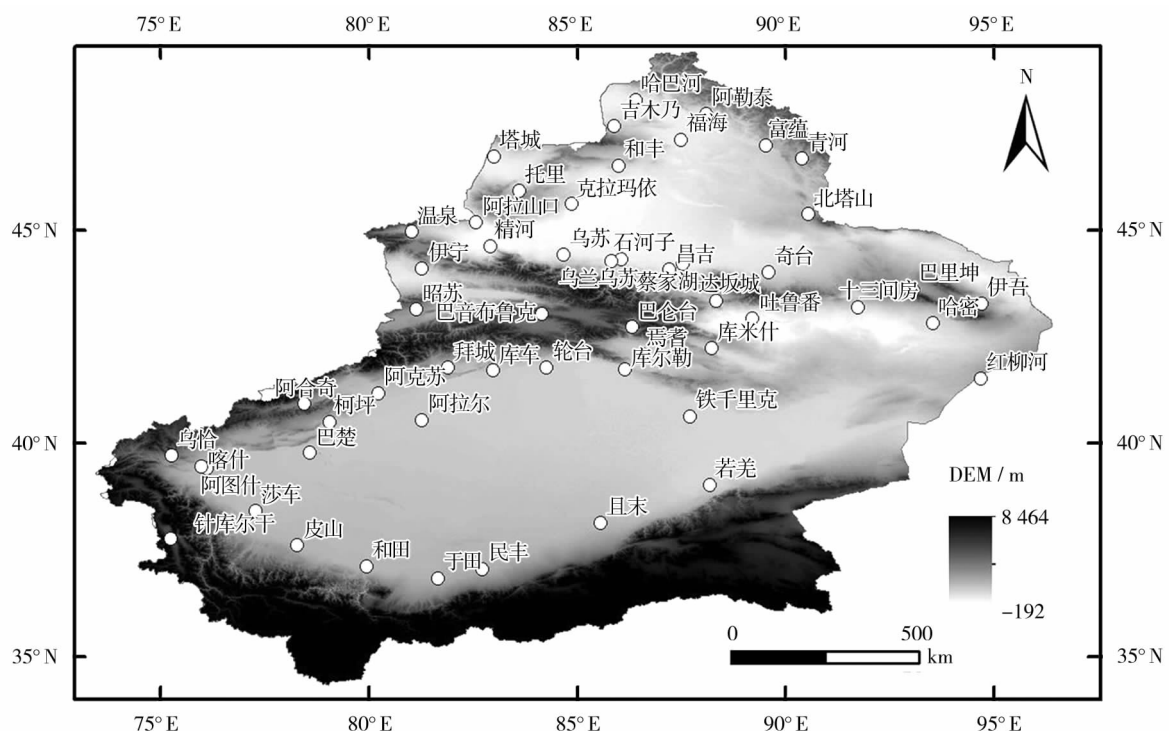 75° E 80° E 85° E 90° E 95° E
N
哈巴河
阿勒泰
吉木乃
福海
富蕴
青河
塔城
和丰
托里
克拉玛依
北塔山
45° N
45° N
温泉
阿拉山口
精河
乌苏
石河子
昌吉
奇台
伊宁
乌兰乌苏
蔡家湖
达坂城
巴里坤
伊吾
昭苏
巴音布鲁克
巴仑台
吐鲁番
十三间房
哈密
焉耆
库米什
拜城
库车
轮台
库尔勒
红柳河
阿合奇
阿克苏
柯坪
阿拉尔
铁千里克
40° N
40° N
乌恰
巴楚
喀什
阿图什
莎车
若羌
DEM / m
8 464
-192
针库尔干
皮山
且末
和田
于田
民丰
0 500
km
35° N
35° N
75° E 80° E 85° E 90° E 95° E